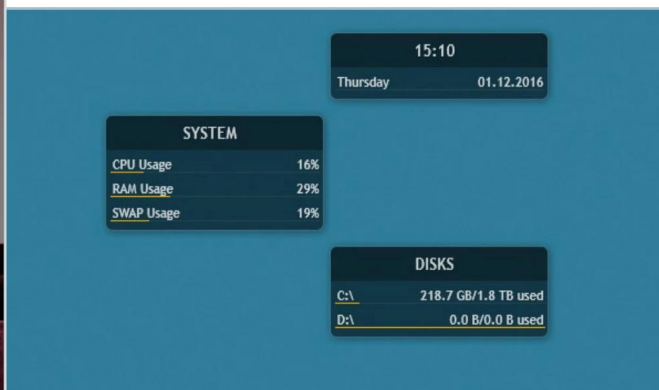 15:10
Thursday 01.12.2016
SYSTEM
CPU Usage 16%
RAM Usage 29%
SWAP Usage 19%
DISKS
C:\ 218.7 GB/1.8 TB used
D:\ 0.0 B/0.0 B used